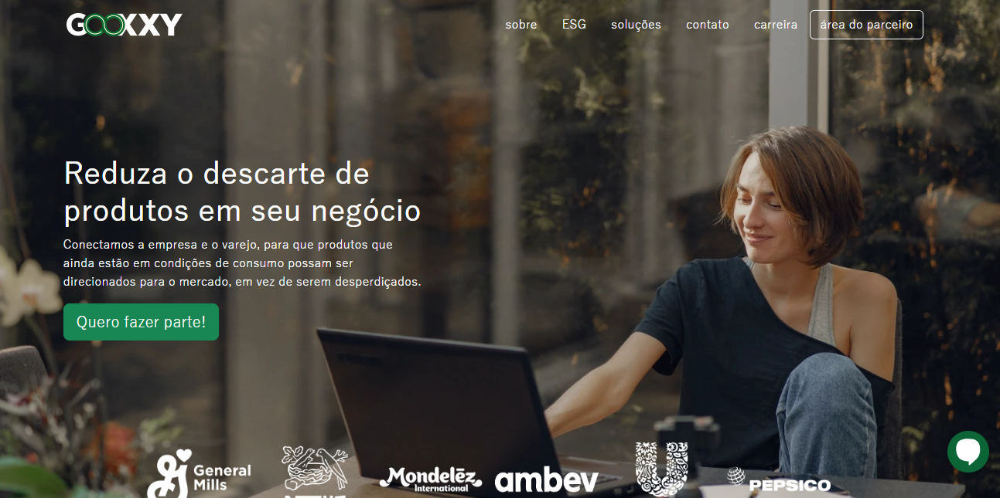 GOOXXY
sobre
ESG
soluções
contato
carreira
área do parceiro
Reduza o descarte de
produtos em seu negócio
Conectamos a empresa e o varejo, para que produtos que
ainda estão em condições de consumo possam ser
direcionados para o mercado, em vez de serem desperdiçados.
Quero fazer parte!
General
Mills
Mondelēz
International
ambev
PEPSICO